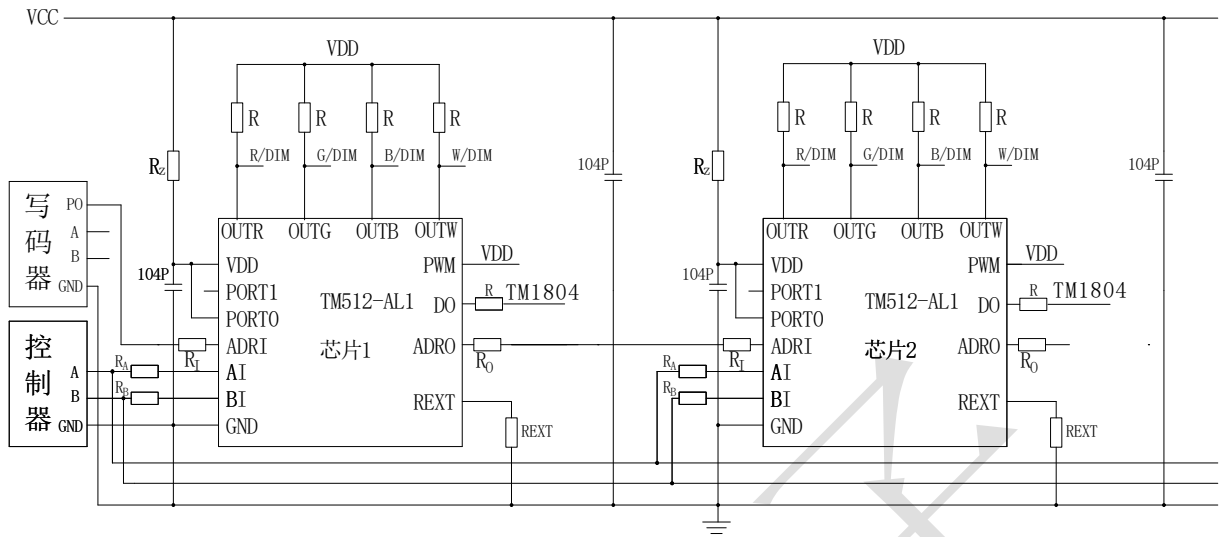 VCC
VDD
VDD
R
R
R
R
R
R
R
R
R/DIM
G/DIM
B/DIM
W/DIM
R/DIM
G/DIM
B/DIM
W/DIM
RZ
104P
RZ
104P
写码器
PO
A
B
GND
OUTR
OUTG
OUTB
OUTW
OUTR
OUTG
OUTB
OUTW
104P
VDD
PWM
VDD
104P
VDD
PWM
VDD
PORT1
TM512-AL1
DO
R
TM1804
PORT1
TM512-AL1
DO
R
TM1804
PORT0
PORT0
控制器
A
B
GND
RI
ADRI
芯片1
ADRO
RO
RI
ADRI
芯片2
ADRO
RO
RA
AI
RA
AI
RB
BI
REXT
RB
BI
REXT
GND
REXT
GND
REXT